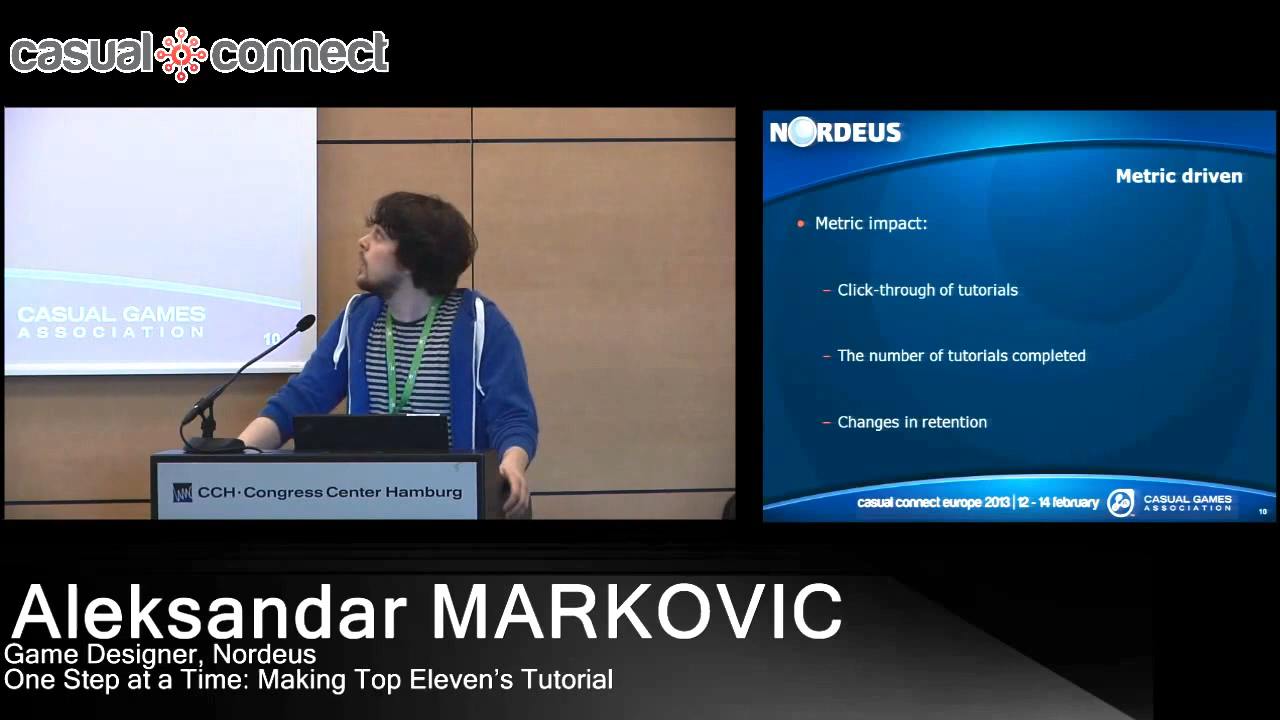 casual connect
CASUAL GAMES
ASSOCIATION
10
CCH·Congress Center Hamburg
NORDEUS
Metric driven
• Metric impact:
– Click-through of tutorials
– The number of tutorials completed
– Changes in retention
casual connect europe 2013 | 12 - 14 february
CASUAL GAMES
ASSOCIATION
10
Aleksandar MARKOVIC
Game Designer, Nordeus
One Step at a Time: Making Top Eleven's Tutorial